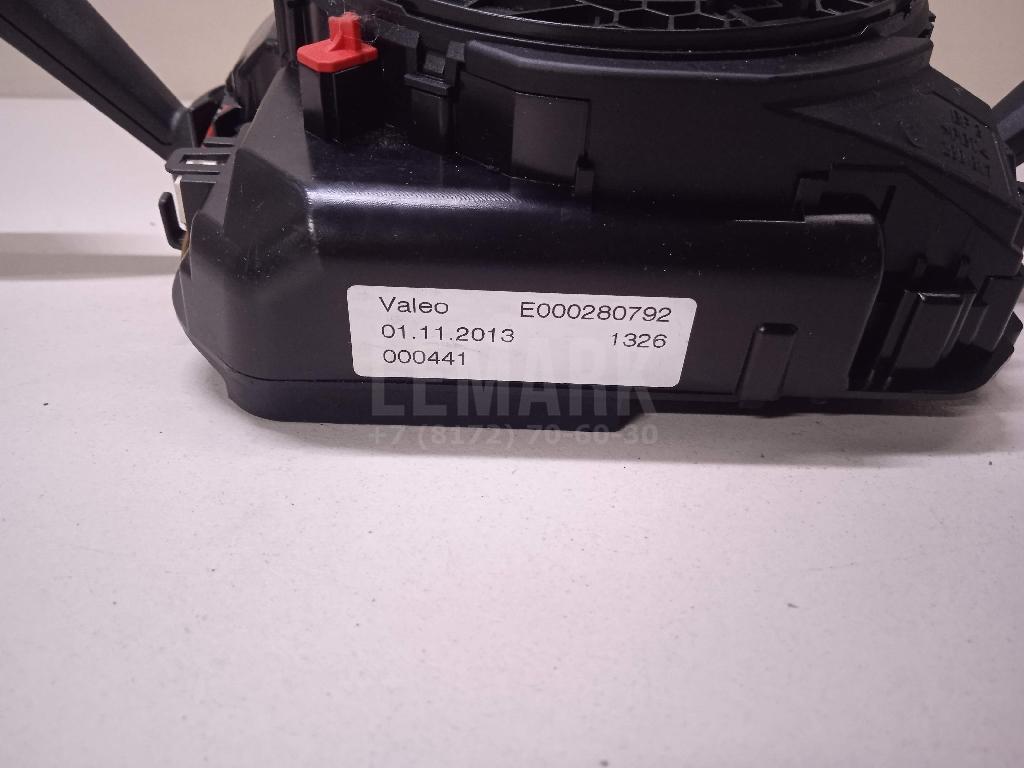 Valeo E000280792
01.11.2013 1326
000441
LEMARK
+7 (8172) 70-60-30